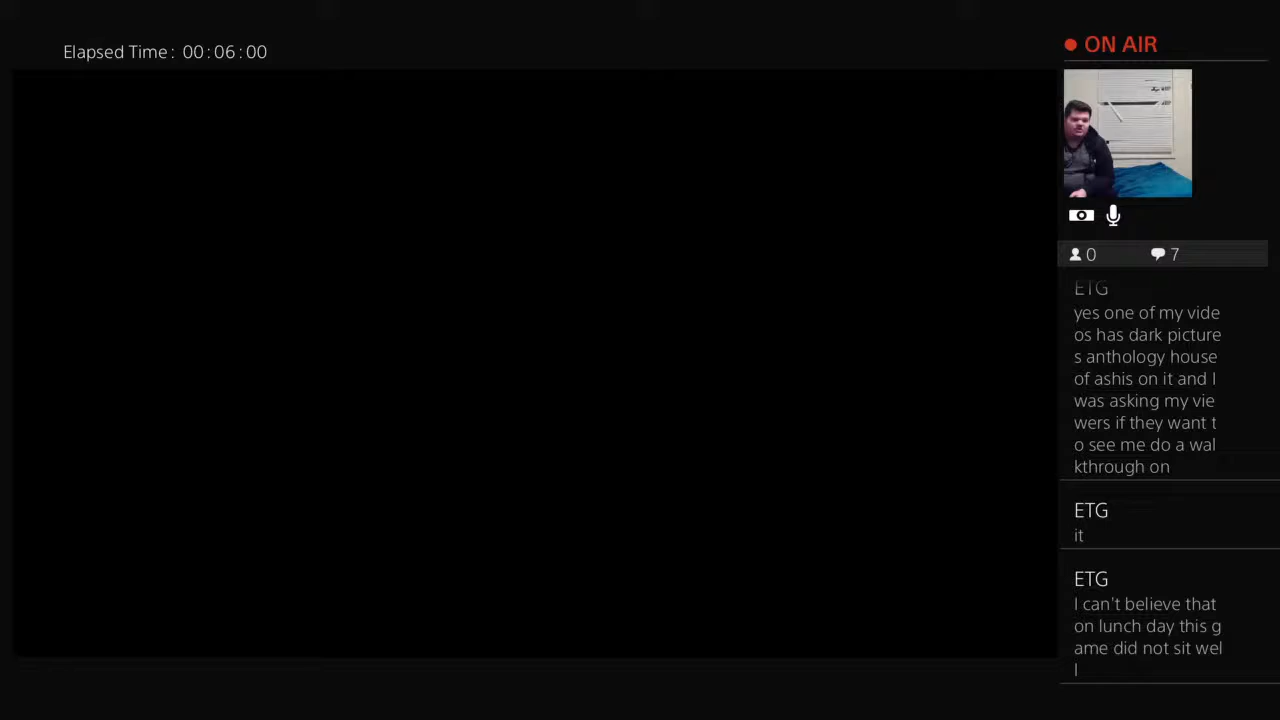 Elapsed Time: 00:06:00
ON AIR
0 7
ETG
yes one of my vide
os has dark picture
s anthology house
of ashis on it and I
was asking my vie
wers if they want t
o see me do a wal
kthrough on
ETG
it
ETG
I can't believe that
on lunch day this g
ame did not sit wel
l